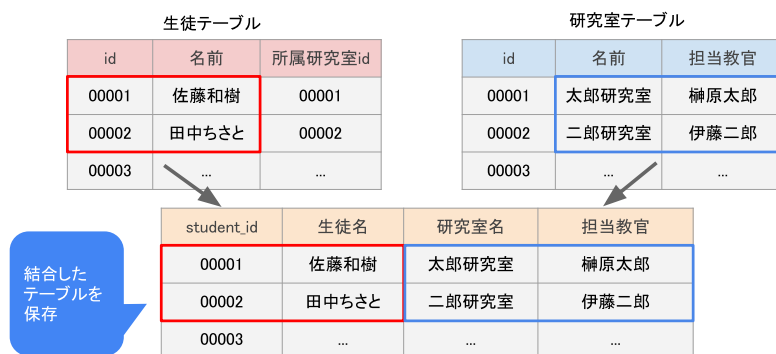 生徒テーブル
id 名前 所属研究室id
00001 佐藤和樹 00001
00002 田中ちさと 00002
00003 ... ...
研究室テーブル
id 名前 担当教官
00001 太郎研究室 榊原太郎
00002 二郎研究室 伊藤二郎
00003 ... ...
student_id 生徒名 研究室名 担当教官
00001 佐藤和樹 太郎研究室 榊原太郎
00002 田中ちさと 二郎研究室 伊藤二郎
00003 ... ... ...
結合した
テーブルを
保存